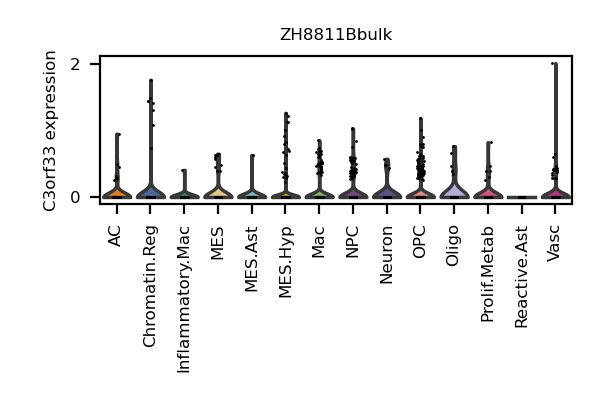 ZH8811Bbulk
C3orf33 expression
2
0
AC
Chromatin.Reg
Inflammatory.Mac
MES
MES.Ast
MES.Hyp
Mac
NPC
Neuron
OPC
Oligo
Prolif.Metab
Reactive.Ast
Vasc